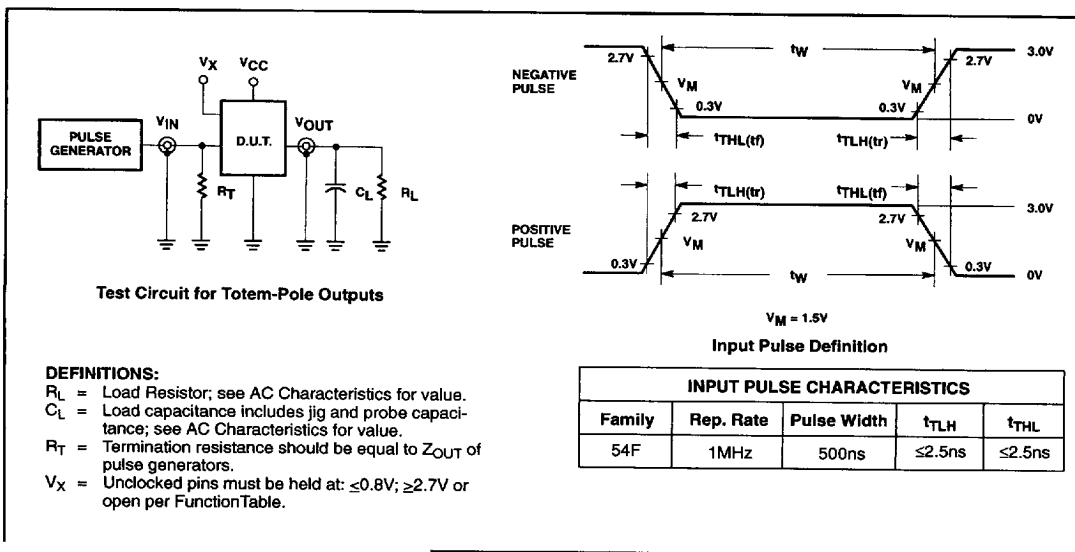 VX
VCC
VIN
VOUT
PULSE
GENERATOR
D.U.T.
RT
CL
RL
Test Circuit for Totem-Pole Outputs
NEGATIVE
PULSE
tW
3.0V
2.7V
2.7V
VM
VM
0.3V
0.3V
0V
tTHL(tf)
tTLH(tr)
tTLH(tr)
tTHL(tf)
3.0V
POSITIVE
PULSE
2.7V
2.7V
VM
VM
0.3V
0.3V
tW
0V
VM = 1.5V
Input Pulse Definition
DEFINITIONS:
RL = Load Resistor; see AC Characteristics for value.
CL = Load capacitance includes jig and probe capaci-
tance; see AC Characteristics for value.
RT = Termination resistance should be equal to ZOUT of
pulse generators.
VX = Unclocked pins must be held at: ≤0.8V; ≥2.7V or
open per FunctionTable.
INPUT PULSE CHARACTERISTICS
Family Rep. Rate Pulse Width tTLH tTHL
54F 1MHz 500ns ≤2.5ns ≤2.5ns